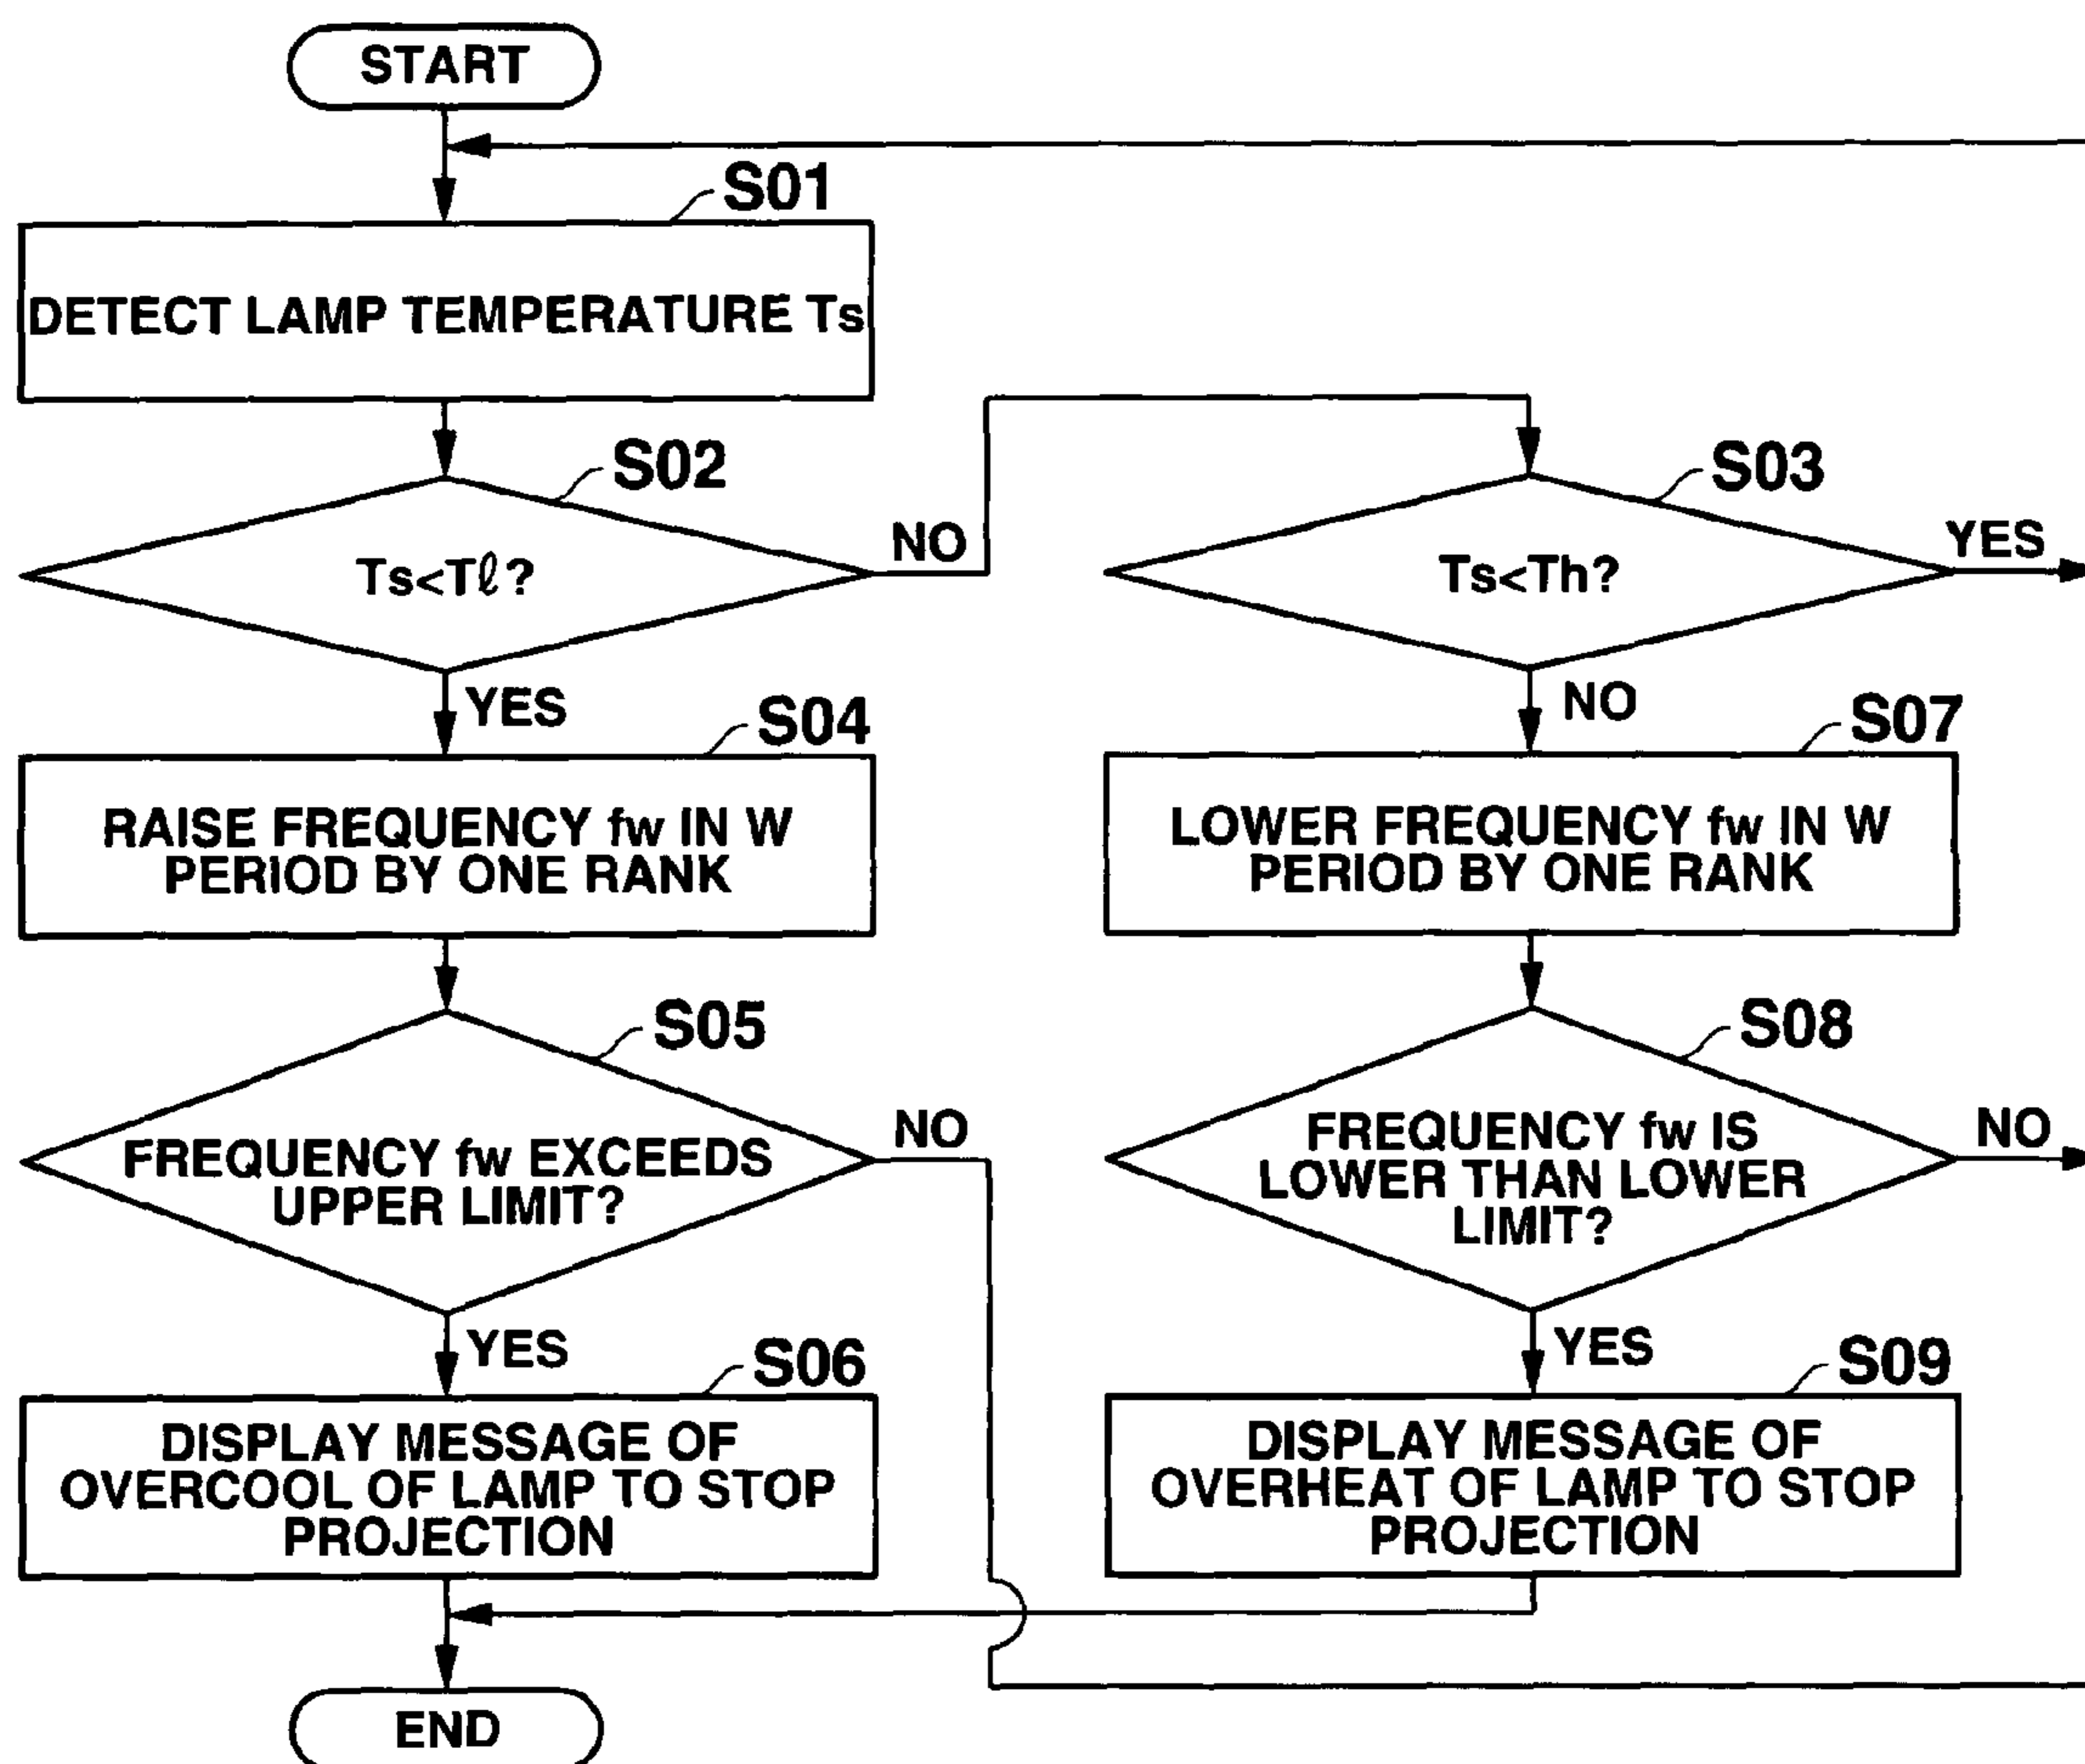 START
S01
DETECT LAMP TEMPERATURE Ts
S02
Ts<Tℓ?
NO
S03
Ts<Th?
YES
YES
S04
RAISE FREQUENCY fw IN W
PERIOD BY ONE RANK
NO
S07
LOWER FREQUENCY fw IN W
PERIOD BY ONE RANK
S05
FREQUENCY fw EXCEEDS
UPPER LIMIT?
NO
S08
FREQUENCY fw IS
LOWER THAN LOWER
LIMIT?
NO
YES
S06
DISPLAY MESSAGE OF
OVERCOOL OF LAMP TO STOP
PROJECTION
YES
S09
DISPLAY MESSAGE OF
OVERHEAT OF LAMP TO STOP
PROJECTION
END